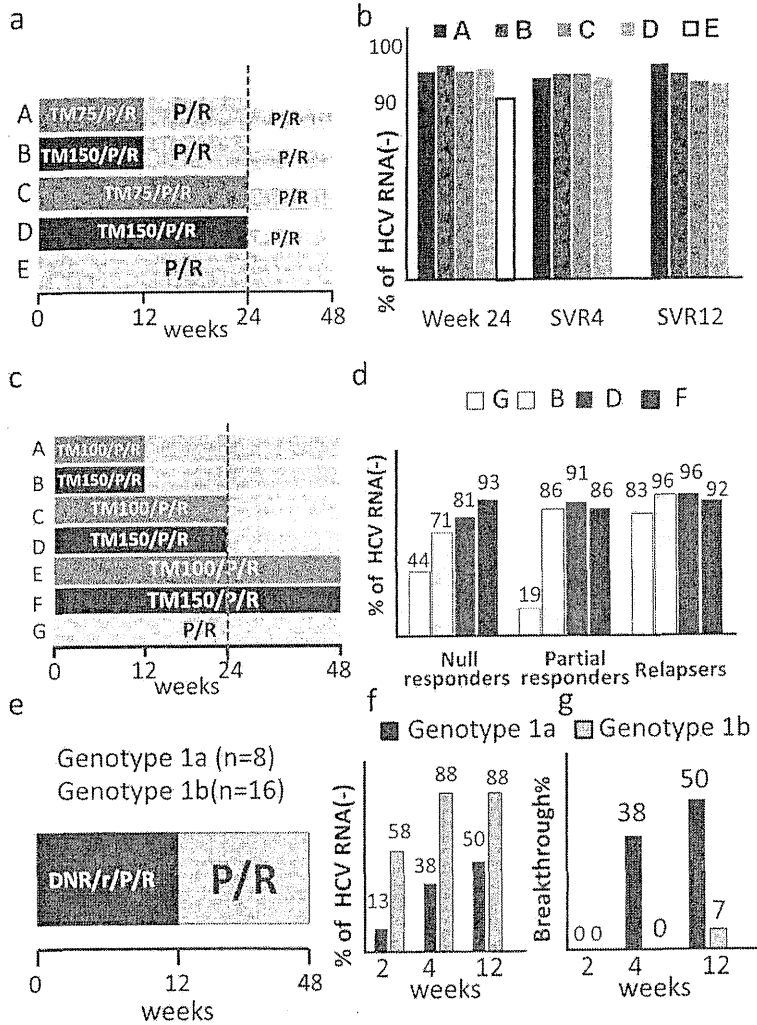 a
A TM75/P/R P/R P/R
B TM150/P/R P/R P/R
C TM75/P/R P/R
D TM150/P/R P/R
E P/R
0 12 24 48
weeks
b
A B C D E
100
90
% of HCV RNA(-)
Week 24 SVR4 SVR12
c
A TM100/P/R
B TM150/P/R
C TM100/P/R
D TM150/P/R
E TM100/P/R
F TM150/P/R
G P/R
0 12 24 48
weeks
d
G B D F
% of HCV RNA(-)
44 71 81 93 19 86 91 86 83 96 96 92
Null responders
Partial responders
Relapsers
e
Genotype 1a (n=8)
Genotype 1b(n=16)
DNR/r/P/R P/R
0 12 48
weeks
f g
Genotype 1a Genotype 1b
% of HCV RNA(-)
13 58 38 88 50 88
2 4 12
weeks
Breakthrough%
0 0 38 0 50 7
2 4 12
weeks